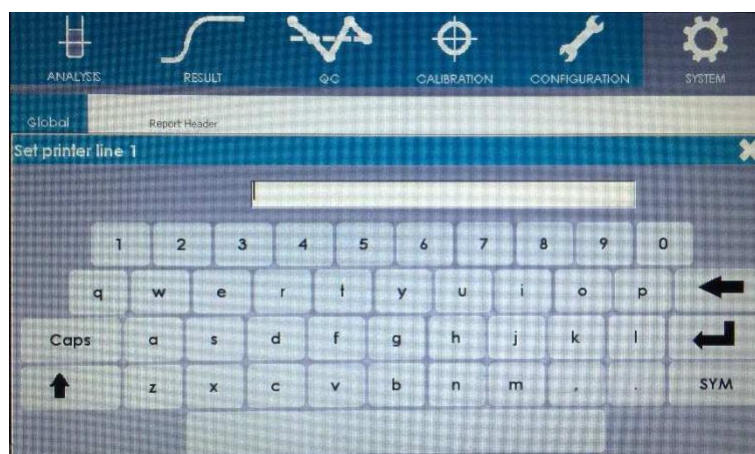 ANALYSIS RESULT QC CALIBRATION CONFIGURATION SYSTEM
Global Report Header
Set printer line 1
1 2 3 4 5 6 7 8 9 0
q w e r t y u i o p
Caps a s d f g h j k l
z x c v b n m , . SYM